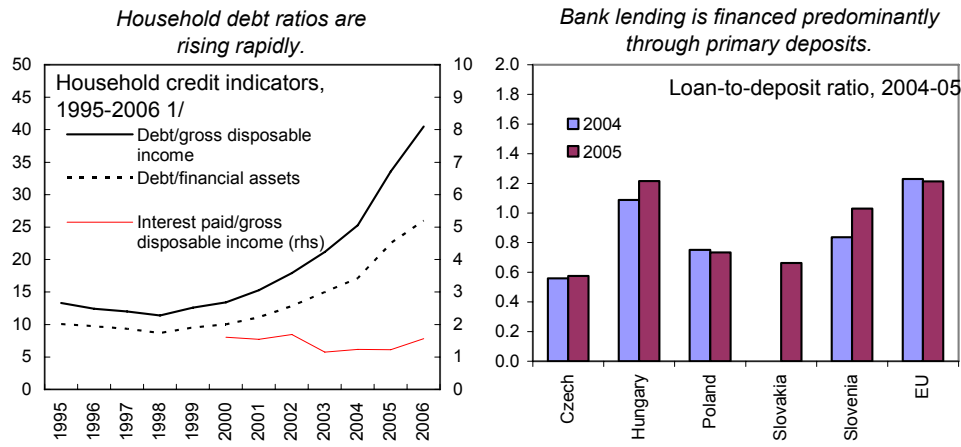 Household debt ratios are
rising rapidly.
50
45
40
35
30
25
20
15
10
5
0
10
9
8
7
6
5
4
3
2
1
0
Household credit indicators,
1995-2006 1/
Debt/gross disposable
income
Debt/financial assets
Interest paid/gross
disposable income (rhs)
1995
1996
1997
1998
1999
2000
2001
2002
2003
2004
2005
2006
Bank lending is financed predominantly
through primary deposits.
2.0
1.8
1.6
1.4
1.2
1.0
0.8
0.6
0.4
0.2
0.0
Loan-to-deposit ratio, 2004-05
2004
2005
Czech
Hungary
Poland
Slovakia
Slovenia
EU